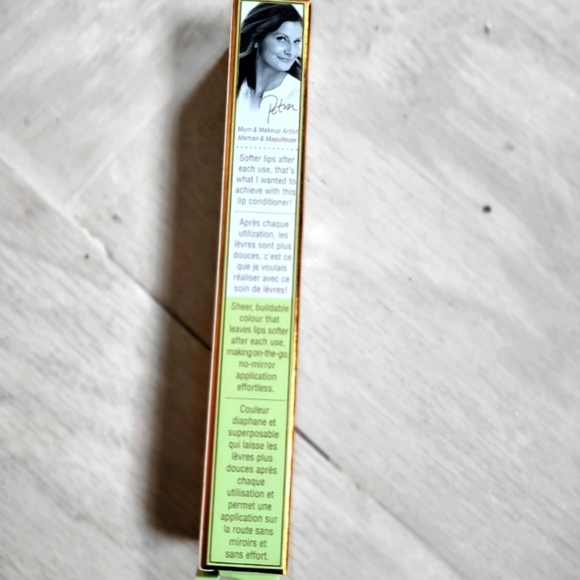 Petra
Mum & Makeup Artist
Maman & Maquilleuse
Softer lips after
each use, that's
what I wanted to
achieve with this
lip conditioner!
Après chaque
utilization, les
lèvres sont plus
douces, c'est ce
que je voulais
réaliser avec ce
soin de lèvres!
Sheer, buildable
colour that
leaves lips softer
after each use,
making on-the-go,
no-mirror
application
effortless.
Couleur
diaphane et
superposable
qui laisse les
lèvres plus
douces après
chaque
utilisation et
permet une
application sur
la route sans
miroirs et
sans effort.